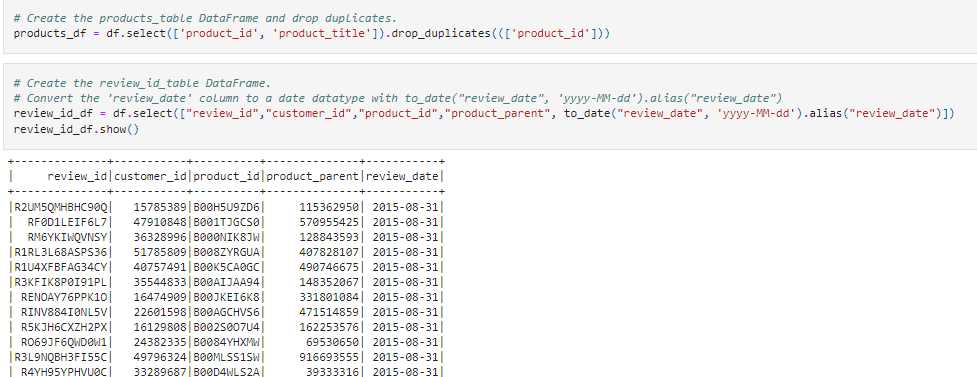 # Create the products_table DataFrame and drop duplicates.
products_df = df.select(['product_id', 'product_title']).drop_duplicates((['product_id']))
# Create the review_id_table DataFrame.
# Convert the 'review_date' column to a date datatype with to_date("review_date", 'yyyy-MM-dd').alias("review_date")
review_id_df = df.select(["review_id","customer_id","product_id","product_parent", to_date("review_date", 'yyyy-MM-dd').alias("review_date")])
review_id_df.show()
+--------------+-----------+----------+--------------+-----------+
|     review_id|customer_id|product_id|product_parent|review_date|
+--------------+-----------+----------+--------------+-----------+
|R2UM5QMHBHC90Q|   15785389|B00H5U9ZD6|     115362950| 2015-08-31|
|  RF0D1LEIF6L7|   47910848|B001TJGCS0|     570955425| 2015-08-31|
|  RM6YKIWQVNSY|   36328996|B000NIK8JW|     128843593| 2015-08-31|
|R1RL3L68ASPS36|   51785809|B008ZYRGUA|     407828107| 2015-08-31|
|R1U4XFBFAG34CY|   40757491|B00K5CA0GC|     490746675| 2015-08-31|
|R3KFIK8P0I91PL|   35544833|B00AIJAA94|     148352067| 2015-08-31|
| RENOAY76PPK1O|   16474909|B00JKEI6K8|     331801084| 2015-08-31|
| RINV884I0NL5V|   22601598|B00AGCHVS6|     471514859| 2015-08-31|
| R5KJH6CXZH2PX|   16129808|B002S0O7U4|     162253576| 2015-08-31|
| RO69JF6QWD0W1|   24382335|B0084YHXMW|      69530650| 2015-08-31|
|R3L9NQBH3FI55C|   49796324|B00MLSS1SW|     916693555| 2015-08-31|
| R4YH95YPHVU0C|   33289687|B00D4WLS2A|      39333316| 2015-08-31|